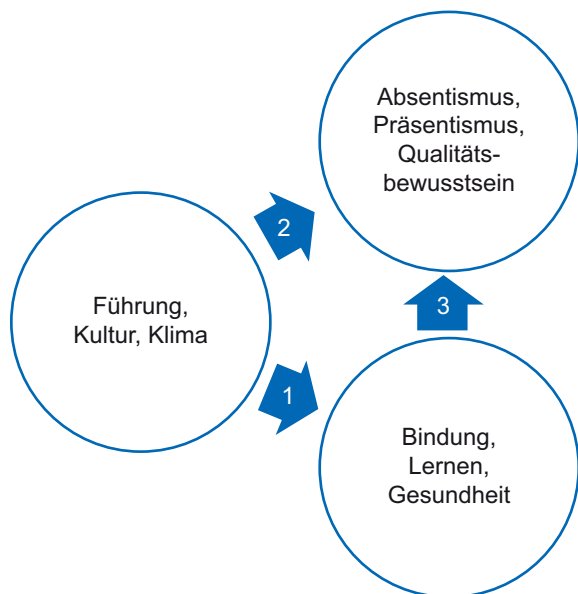 Absentismus,
Präsentismus,
Qualitäts-
bewusstsein
2
Führung,
Kultur, Klima
3
1
Bindung,
Lernen,
Gesundheit